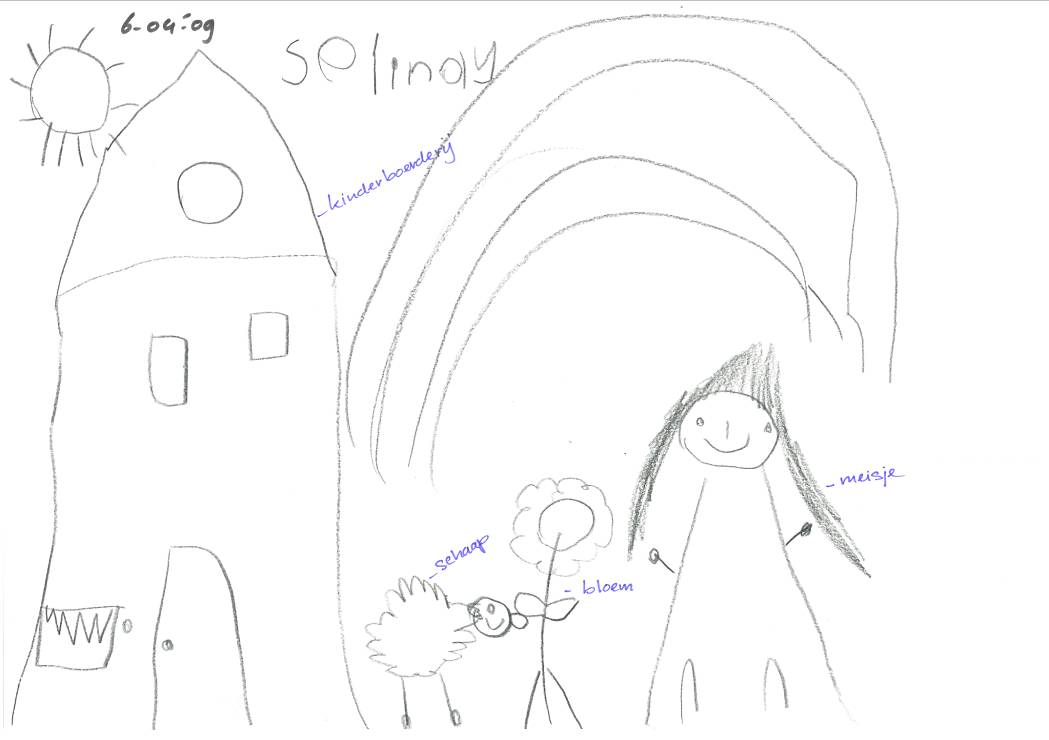 6-04-09
selinay
-kinderboerderij
-meisje
-schaap
-bloem